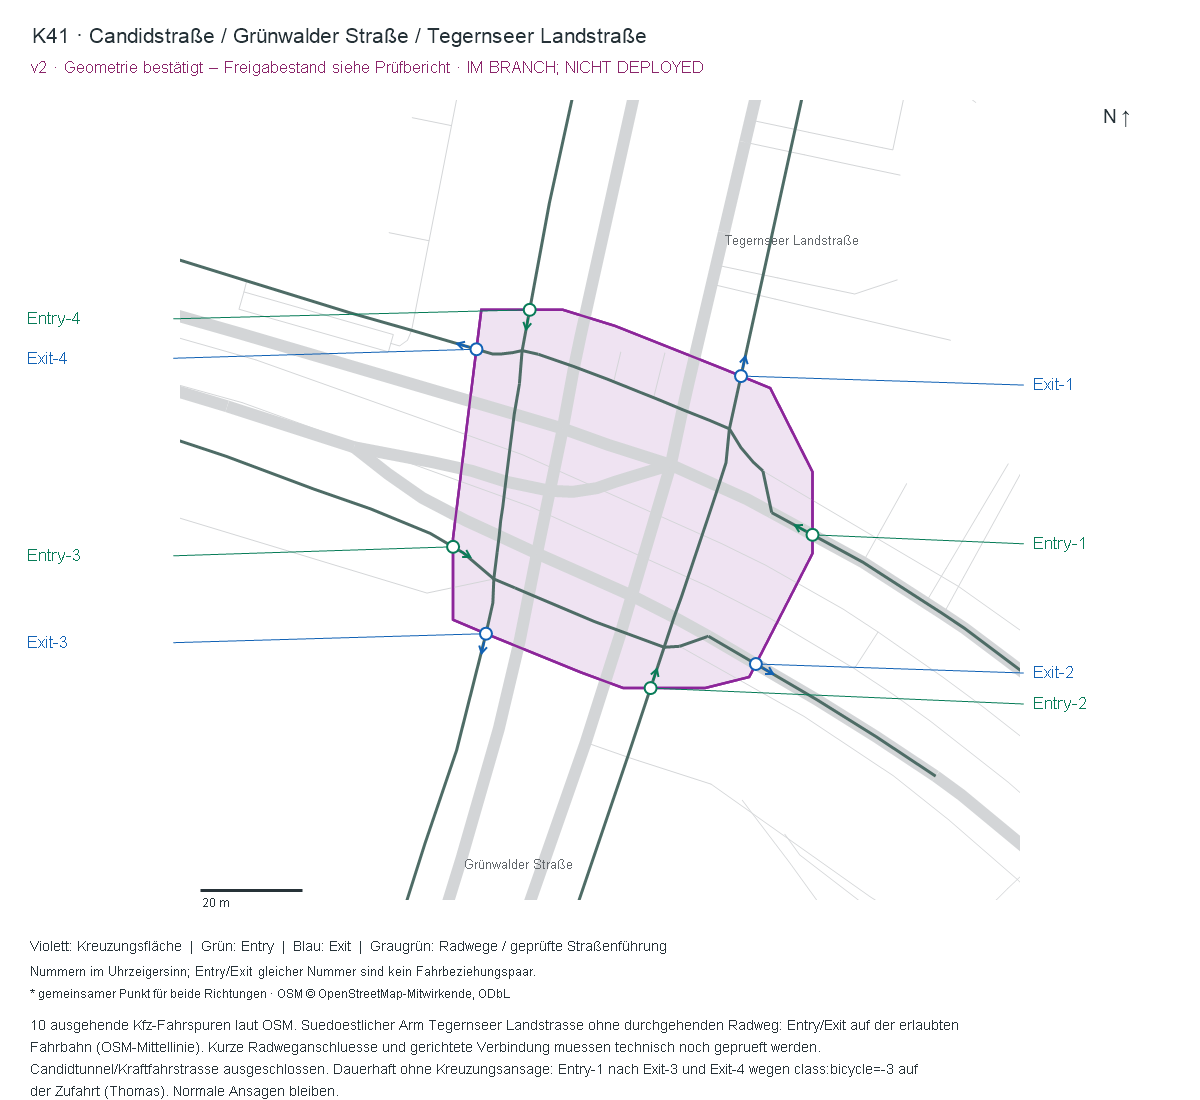 K41 · Candidstraße / Grünwalder Straße / Tegernseer Landstraße
v2 · Geometrie bestätigt – Freigabestand siehe Prüfbericht · IM BRANCH; NICHT DEPLOYED
N ↑
Tegernseer Landstraße
Entry-4
Exit-4
Exit-1
Entry-1
Entry-3
Exit-3
Exit-2
Entry-2
Grünwalder Straße
20 m
Violett: Kreuzungsfläche | Grün: Entry | Blau: Exit | Graugrün: Radwege / geprüfte Straßenführung
Nummern im Uhrzeigersinn; Entry/Exit gleicher Nummer sind kein Fahrbeziehungspaar.
* gemeinsamer Punkt für beide Richtungen · OSM © OpenStreetMap-Mitwirkende, ODbL
10 ausgehende Kfz-Fahrspuren laut OSM. Suedoestlicher Arm Tegernseer Landstrasse ohne durchgehenden Radweg: Entry/Exit auf der erlaubten
Fahrbahn (OSM-Mittellinie). Kurze Radweganschluesse und gerichtete Verbindung muessen technisch noch geprueft werden.
Candidtunnel/Kraftfahrstrasse ausgeschlossen. Dauerhaft ohne Kreuzungsansage: Entry-1 nach Exit-3 und Exit-4 wegen class:bicycle=-3 auf
der Zufahrt (Thomas). Normale Ansagen bleiben.